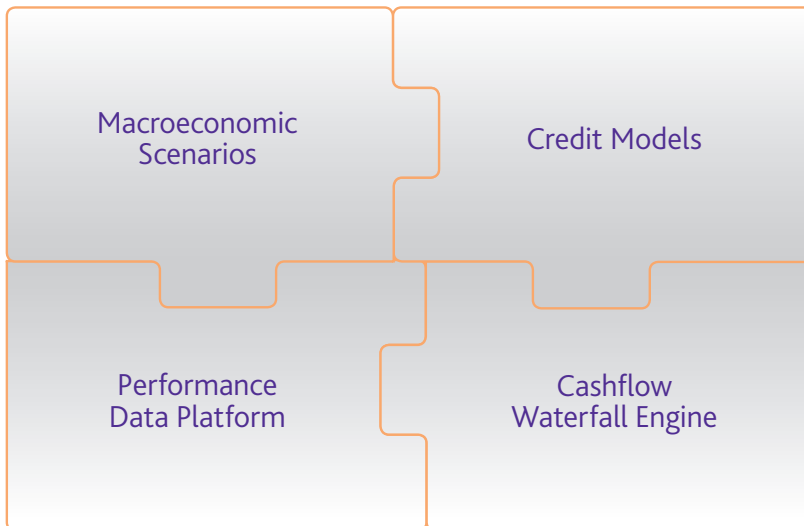 Macroeconomic
Scenarios
Credit Models
Performance
Data Platform
Cashflow
Waterfall Engine